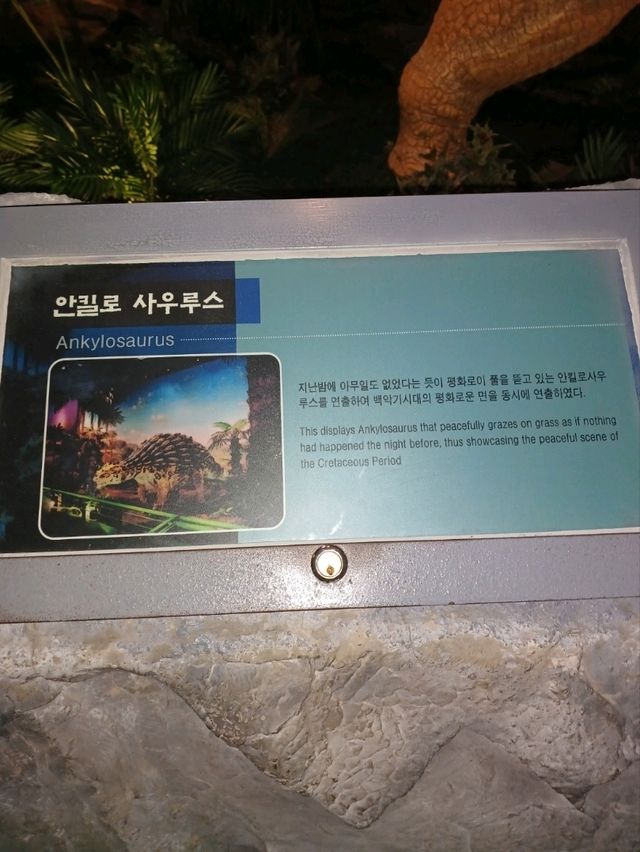 안킬로 사우루스
Ankylosaurus
지난밤에 아무일도 없었다는 듯이 평화로이 풀을 뜯고 있는 안킬로사우
루스를 연출하여 백악기시대의 평화로운 면을 동시에 연출하였다.
This displays Ankylosaurus that peacefully grazes on grass as if nothing
had happened the night before, thus showcasing the peaceful scene of
the Cretaceous Period